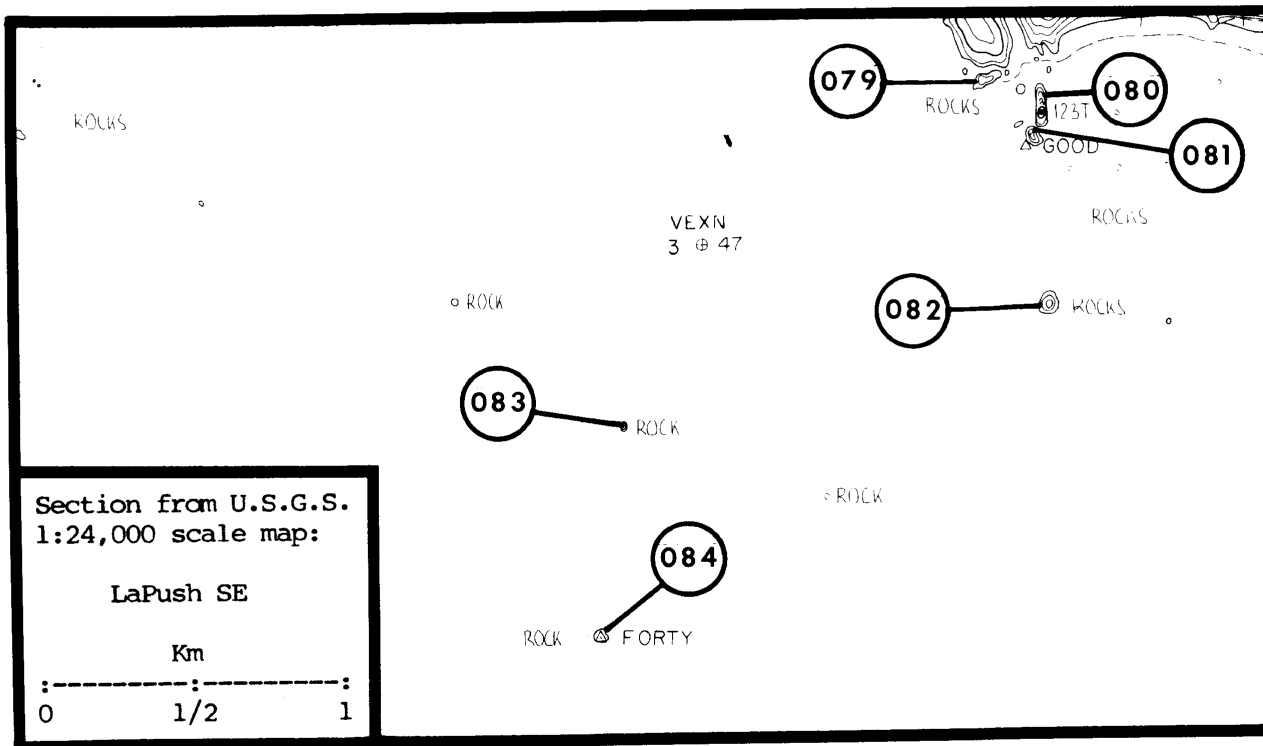 079
ROCKS
080
123T
ROCKS
GOOD
081
ROCKS
VEXN
3 ⊕ 47
ROCK
082
ROCKS
083
ROCK
ROCK
084
ROCK FORTY
Section from U.S.G.S.
1:24,000 scale map:
LaPush SE
Km
0 1/2 1